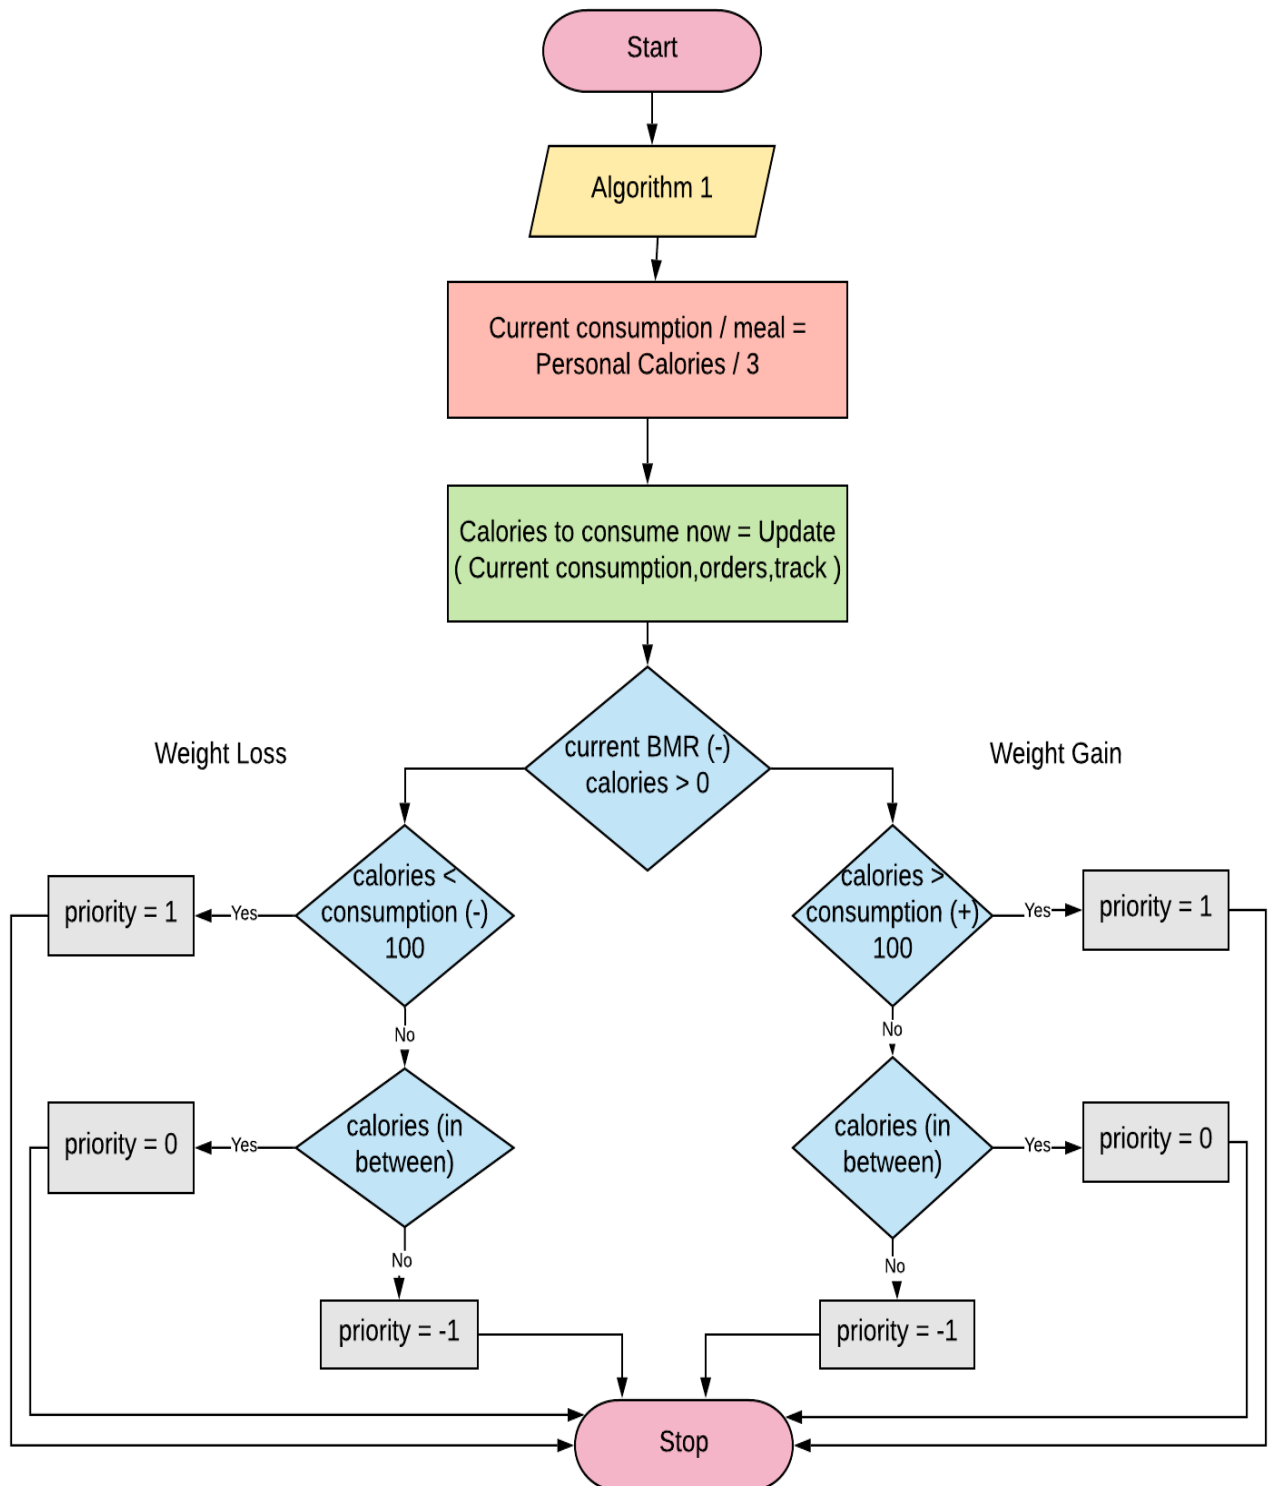 Start
Algorithm 1
Current consumption / meal =
Personal Calories / 3
Calories to consume now = Update
( Current consumption,orders,track )
current BMR (-)
calories > 0
Weight Loss
Weight Gain
calories <
consumption (-)
100
Yes
priority = 1
No
calories (in
between)
Yes
priority = 0
No
priority = -1
calories >
consumption (+)
100
Yes
priority = 1
No
calories (in
between)
Yes
priority = 0
No
priority = -1
Stop